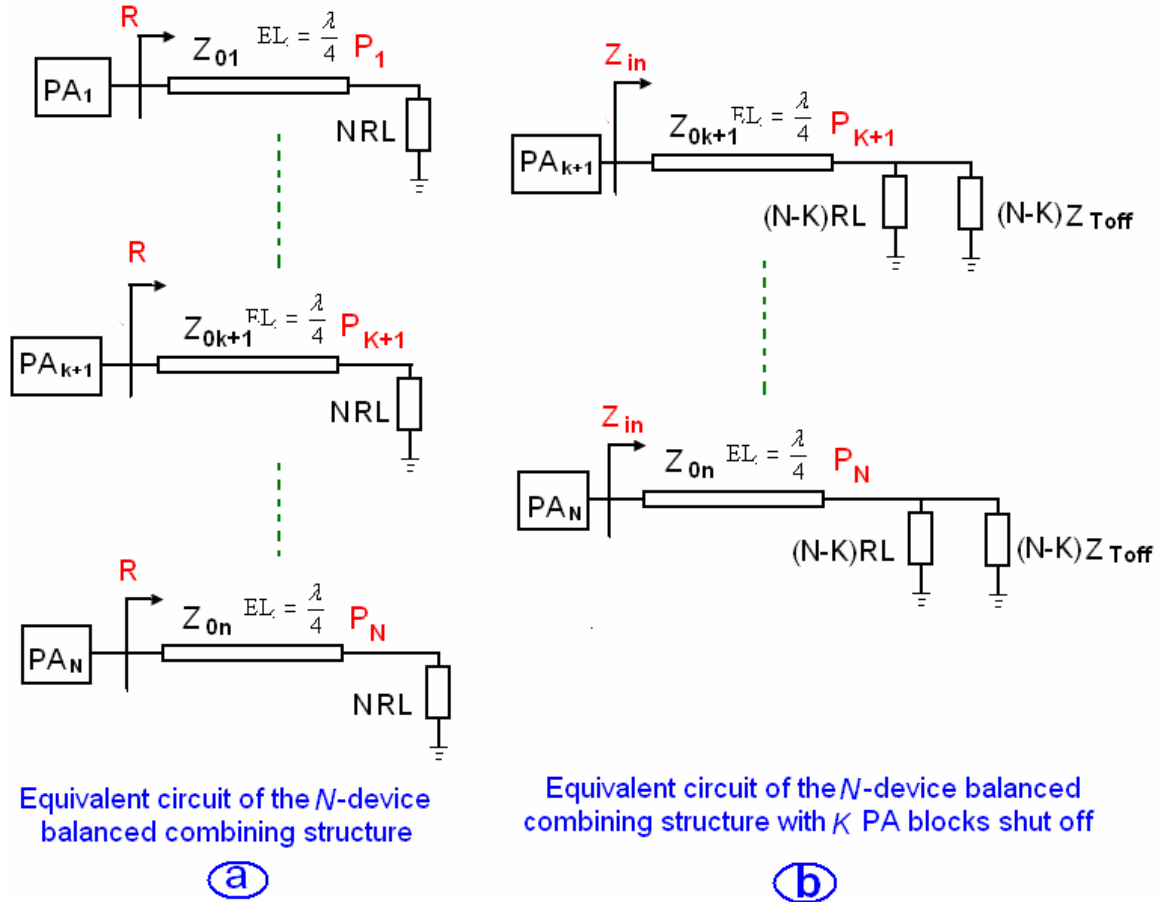 R
Z01 EL: = λ/4 P1
PA1
NRL
R
Z0k+1 EL: = λ/4 PK+1
PAk+1
NRL
R
Z0n EL: = λ/4 PN
PAN
NRL
Equivalent circuit of the N-device
balanced combining structure
a
Zin
Z0k+1 EL: = λ/4 PK+1
PAk+1
(N-K)RL (N-K)ZToff
Zin
Z0n EL: = λ/4 PN
PAN
(N-K)RL (N-K)ZToff
Equivalent circuit of the N-device balanced
combining structure with K PA blocks shut off
b